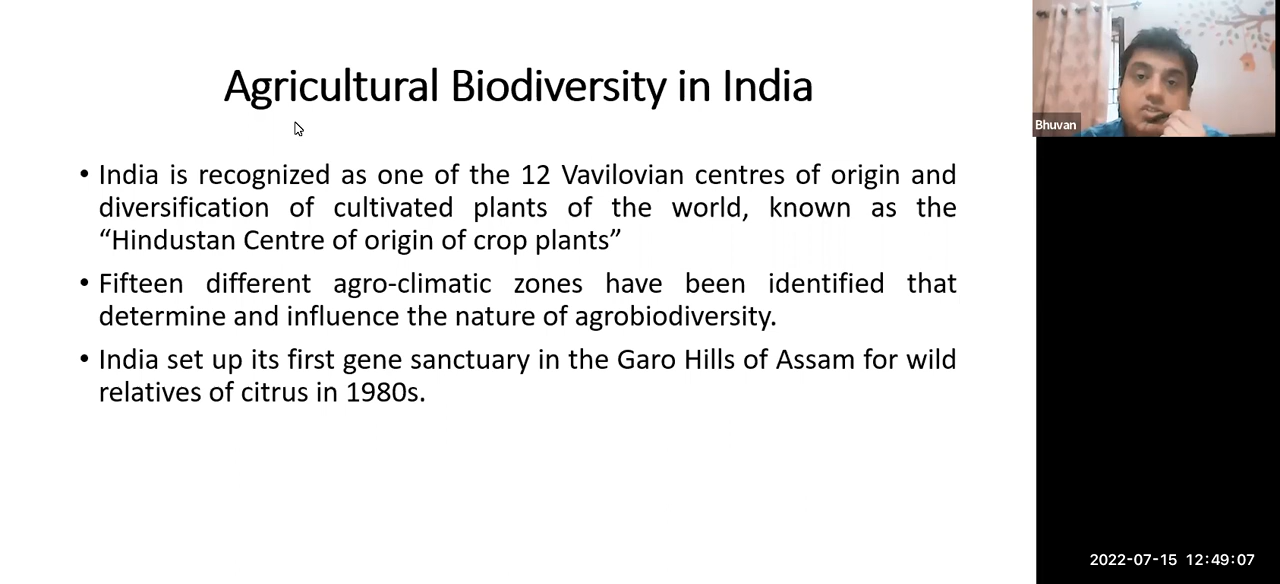 Agricultural Biodiversity in India
• India is recognized as one of the 12 Vavilovian centres of origin and
diversification of cultivated plants of the world, known as the
“Hindustan Centre of origin of crop plants”
• Fifteen different agro-climatic zones have been identified that
determine and influence the nature of agrobiodiversity.
• India set up its first gene sanctuary in the Garo Hills of Assam for wild
relatives of citrus in 1980s.
Bhuvan
2022-07-15 12:49:07